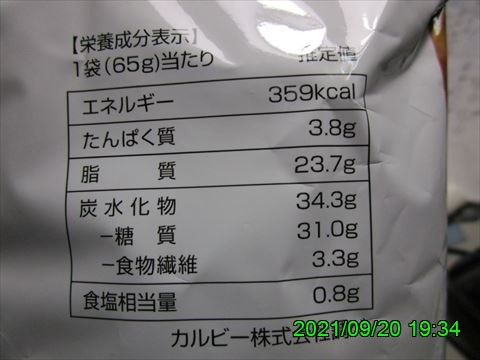 【栄養成分表示】
1袋(65g)当たり 推定値
エネルギー 359kcal
たんぱく質 3.8g
脂質 23.7g
炭水化物 34.3g
−糖質 31.0g
−食物繊維 3.3g
食塩相当量 0.8g
カルビー株式会社
2021/09/20 19:34